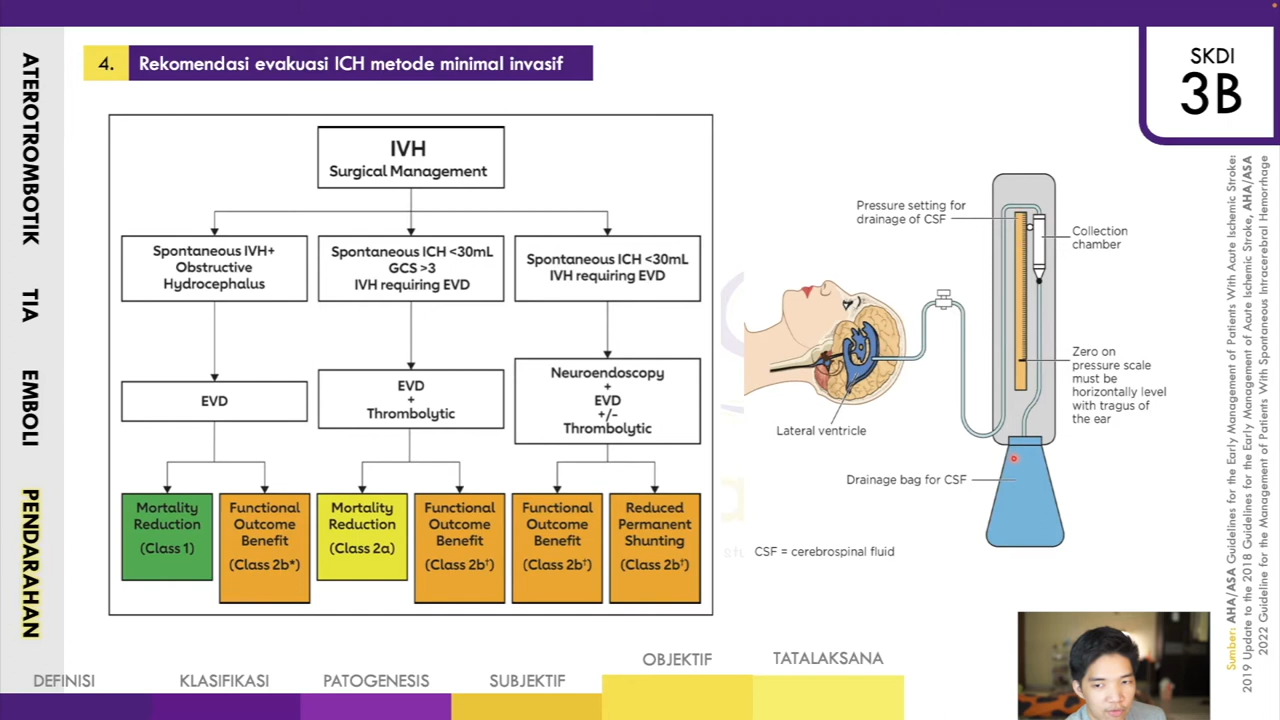 4.
Rekomendasi evakuasi ICH metode minimal invasif
SKDI
3B
ATEROTROMBOTIK
TIA
EMBOLI
PENDARAHAN
IVH
Surgical Management
Spontaneous IVH+
Obstructive
Hydrocephalus
Spontaneous ICH <30mL
GCS >3
IVH requiring EVD
Spontaneous ICH <30mL
IVH requiring EVD
EVD
EVD
+
Thrombolytic
Neuroendoscopy
+
EVD
+/-
Thrombolytic
Mortality
Reduction
(Class 1)
Functional
Outcome
Benefit
(Class 2b*)
Mortality
Reduction
(Class 2a)
Functional
Outcome
Benefit
(Class 2b†)
Functional
Outcome
Benefit
(Class 2b†)
Reduced
Permanent
Shunting
(Class 2b†)
Pressure setting for
drainage of CSF
Collection
chamber
Zero on
pressure scale
must be
horizontally level
with tragus of
the ear
Lateral ventricle
Drainage bag for CSF
CSF = cerebrospinal fluid
Sumber: AHA/ASA Guidelines for the Early Management of Patients With Acute Ischemic Stroke:
2019 Update to the 2018 Guidelines for the Early Management of Acute Ischemic Stroke, AHA/ASA
2022 Guideline for the Management of Patients With Spontaneous Intracerebral Hemorrhage
DEFINISI
KLASIFIKASI
PATOGENESIS
SUBJEKTIF
OBJEKTIF
TATALAKSANA